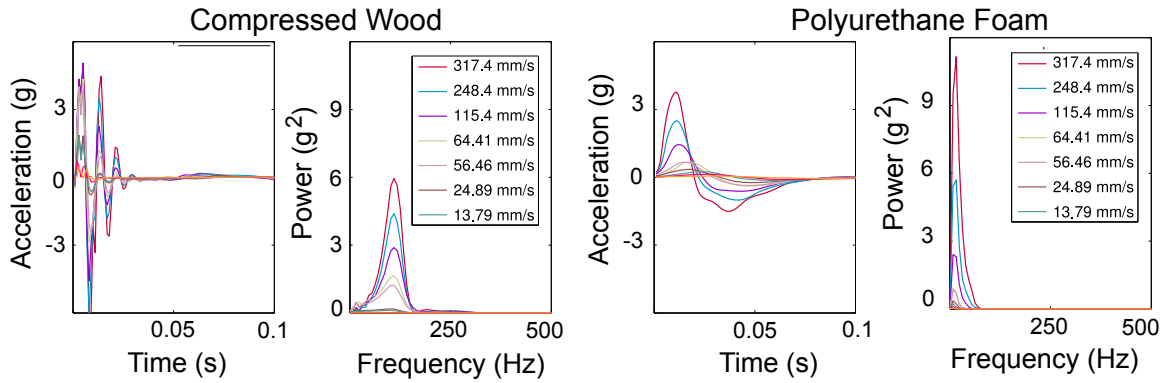 Compressed Wood
Acceleration (g)
3
0
-3
0.05
0.1
Time (s)
Power (g²)
9
6
3
0
250
500
Frequency (Hz)
317.4 mm/s
248.4 mm/s
115.4 mm/s
64.41 mm/s
56.46 mm/s
24.89 mm/s
13.79 mm/s
Polyurethane Foam
Acceleration (g)
3
0
-3
0.05
0.1
Time (s)
Power (g²)
9
6
3
0
250
500
Frequency (Hz)
317.4 mm/s
248.4 mm/s
115.4 mm/s
64.41 mm/s
56.46 mm/s
24.89 mm/s
13.79 mm/s